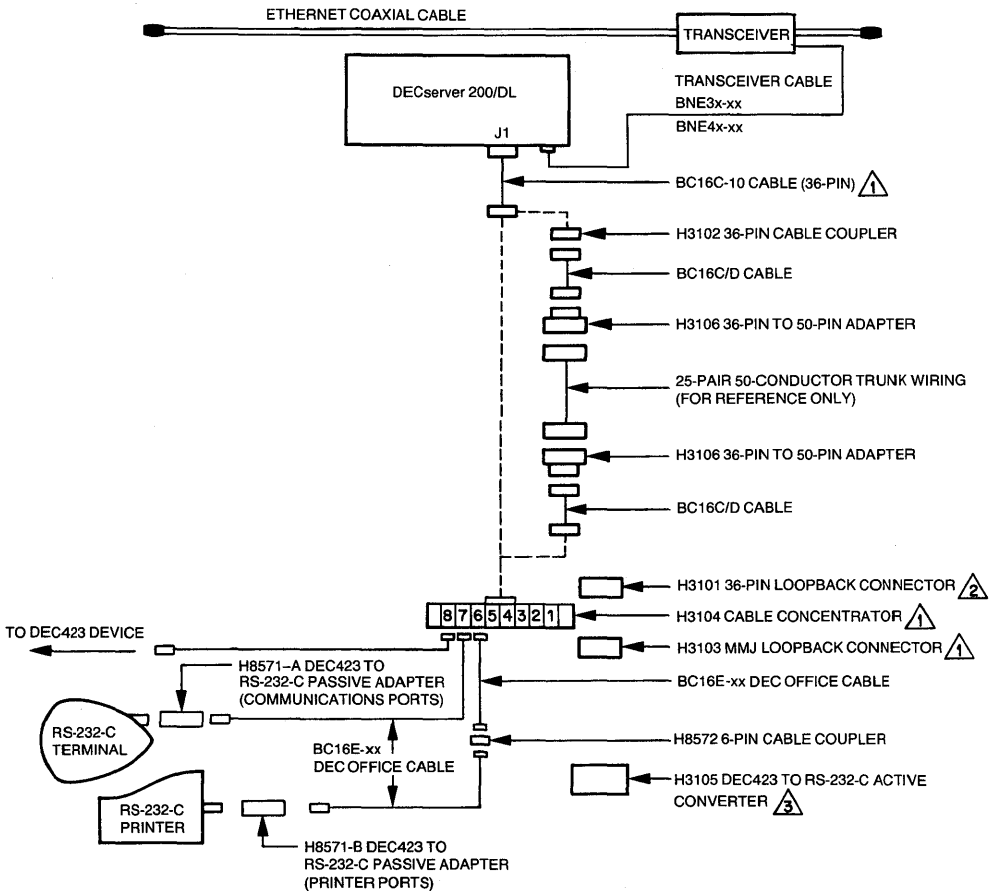 ETHERNET COAXIAL CABLE
TRANSCEIVER
DECserver 200/DL
J1
TRANSCEIVER CABLE
BNE3x-xx
BNE4x-xx
BC16C-10 CABLE (36-PIN) 1
H3102 36-PIN CABLE COUPLER
BC16C/D CABLE
H3106 36-PIN TO 50-PIN ADAPTER
25-PAIR 50-CONDUCTOR TRUNK WIRING
(FOR REFERENCE ONLY)
H3106 36-PIN TO 50-PIN ADAPTER
BC16C/D CABLE
H3101 36-PIN LOOPBACK CONNECTOR 2
8 7 6 5 4 3 2 1
H3104 CABLE CONCENTRATOR 1
H3103 MMJ LOOPBACK CONNECTOR 1
TO DEC423 DEVICE
H8571-A DEC423 TO
RS-232-C PASSIVE ADAPTER
(COMMUNICATIONS PORTS)
BC16E-xx DEC OFFICE CABLE
RS-232-C
TERMINAL
BC16E-xx
DEC OFFICE CABLE
H8572 6-PIN CABLE COUPLER
H3105 DEC423 TO RS-232-C ACTIVE
CONVERTER 3
RS-232-C
PRINTER
H8571-B DEC423 TO
RS-232-C PASSIVE ADAPTER
(PRINTER PORTS)